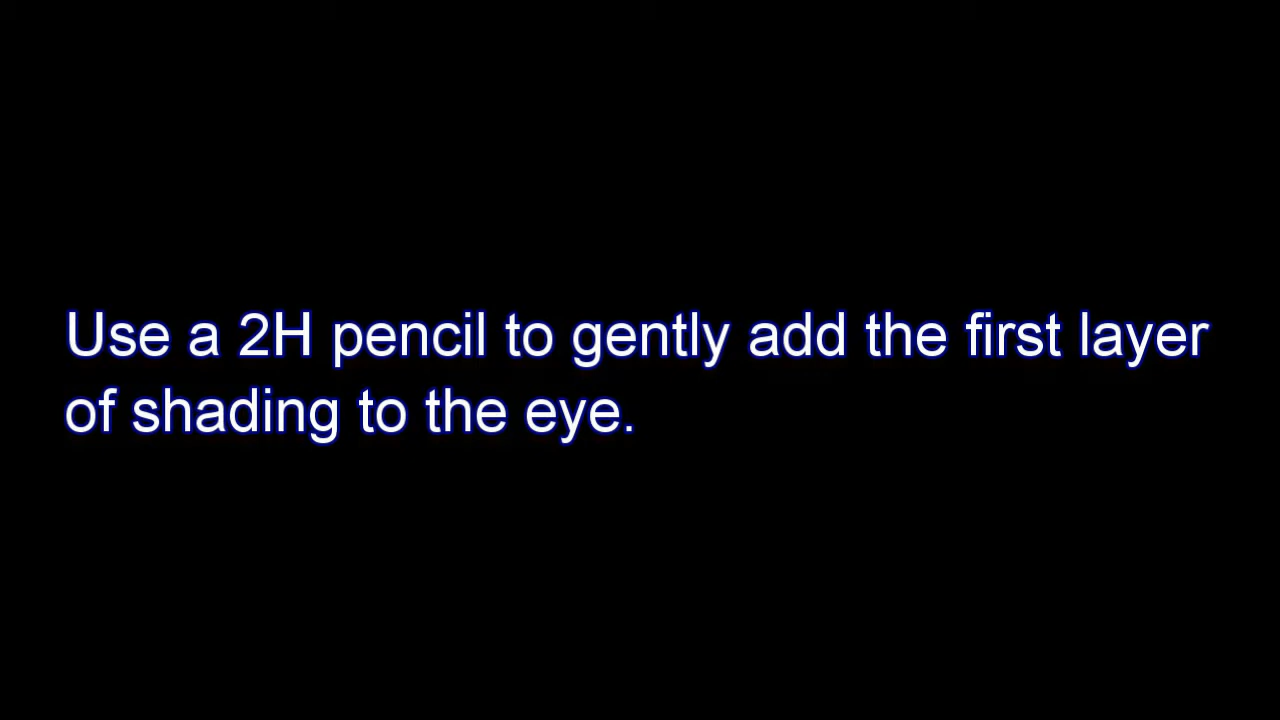 Use a 2H pencil to gently add the first layer
of shading to the eye.